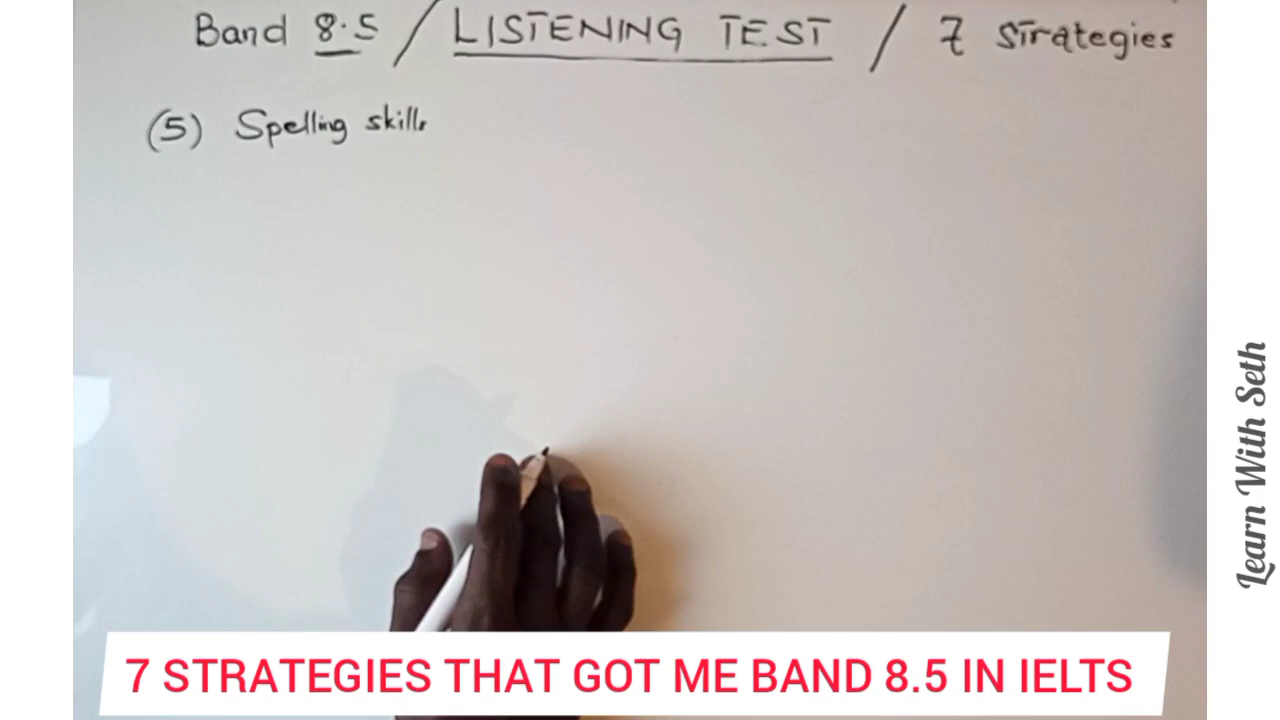 Band 8.5 / LISTENING TEST / 7 Strategies
(5) Spelling skills
Learn With Seth
7 STRATEGIES THAT GOT ME BAND 8.5 IN IELTS